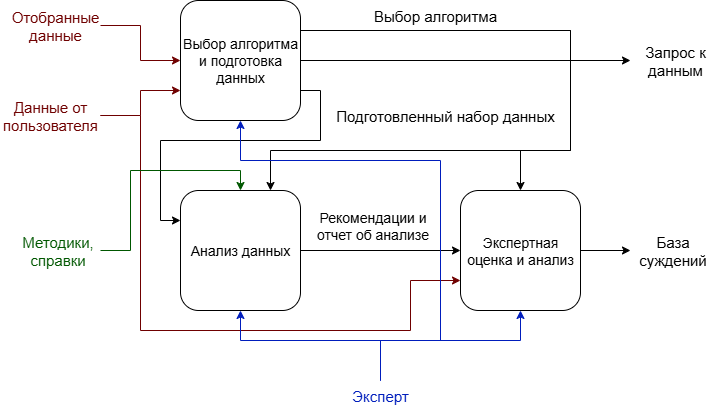 Отобранные
данные
Выбор алгоритма
Выбор алгоритма
и подготовка
данных
Запрос к
данным
Данные от
пользователя
Подготовленный набор данных
Методики,
справки
Анализ данных
Рекомендации и
отчет об анализе
Экспертная
оценка и анализ
База
суждений
Эксперт